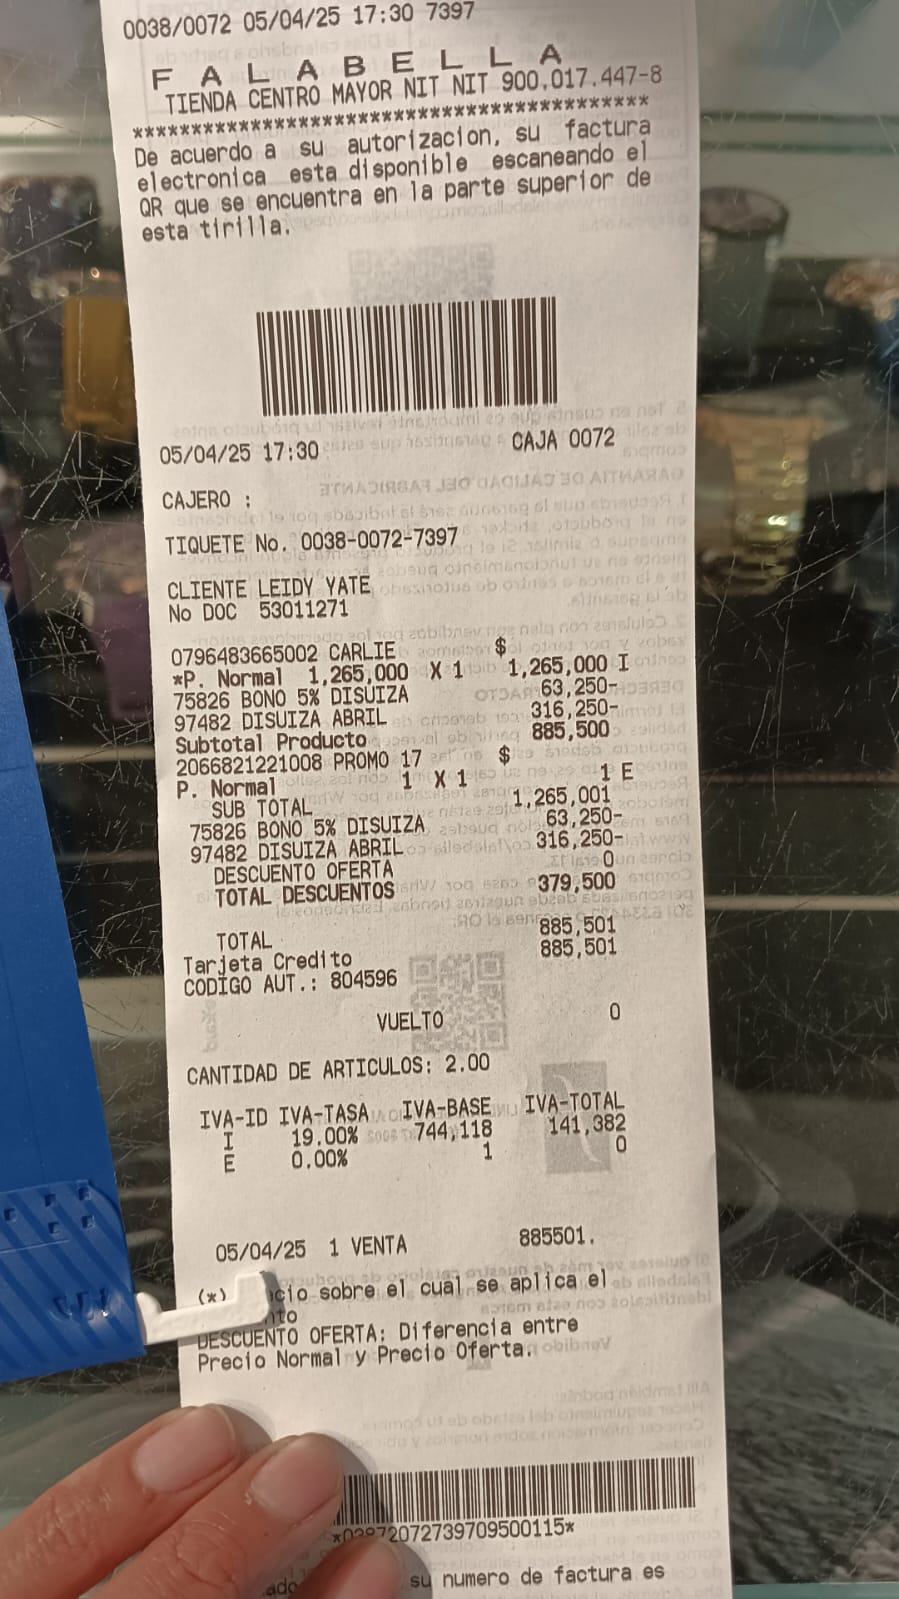 0038/0072 05/04/25 17:30 7397
F A L A B E L L A
TIENDA CENTRO MAYOR NIT NIT 900.017.447-8
********************************************
De acuerdo a su autorizacion, su factura
electronica esta disponible escaneando el
QR que se encuentra en la parte superior de
esta tirilla.
05/04/25 17:30 CAJA 0072
CAJERO :
TIQUETE No. 0038-0072-7397
CLIENTE LEIDY YATE
No DOC 53011271
0796483665002 CARLIE $
*P. Normal 1,265,000 X 1 1,265,000 I
75826 BONO 5% DISUIZA 63,250-
97482 DISUIZA ABRIL 316,250-
Subtotal Producto 885,500
2066821221008 PROMO 17 $
P. Normal 1 X 1 1 E
SUB TOTAL 1,265,001
75826 BONO 5% DISUIZA 63,250-
97482 DISUIZA ABRIL 316,250-
DESCUENTO OFERTA 0
TOTAL DESCUENTOS 379,500
TOTAL 885,501
Tarjeta Credito 885,501
CODIGO AUT.: 804596
VUELTO 0
CANTIDAD DE ARTICULOS: 2.00
IVA-ID IVA-TASA IVA-BASE IVA-TOTAL
I 19.00% 744,118 141,382
E 0.00% 1 0
05/04/25 1 VENTA 885501.
(*) cio sobre el cual se aplica el
nto
DESCUENTO OFERTA: Diferencia entre
Precio Normal y Precio Oferta.
72072739709500115*
su numero de factura es